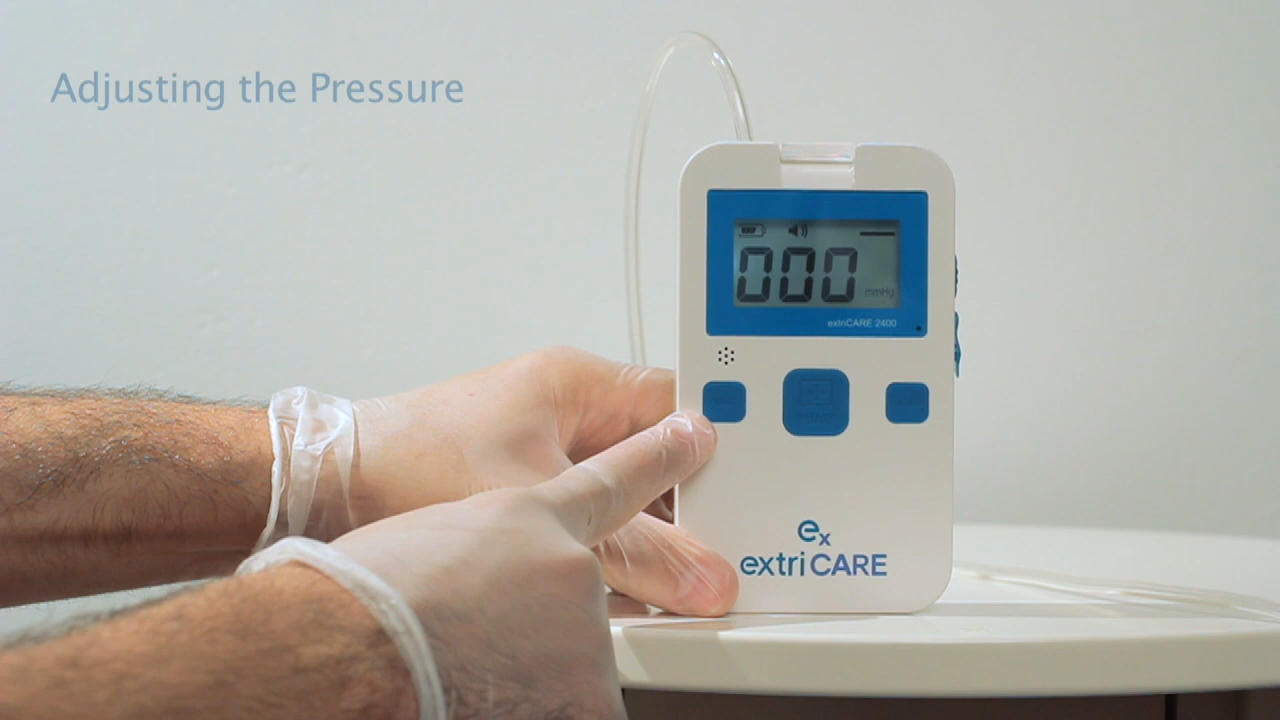 Adjusting the Pressure
000
mmHg
extriCARE 2400
ex
extriCARE